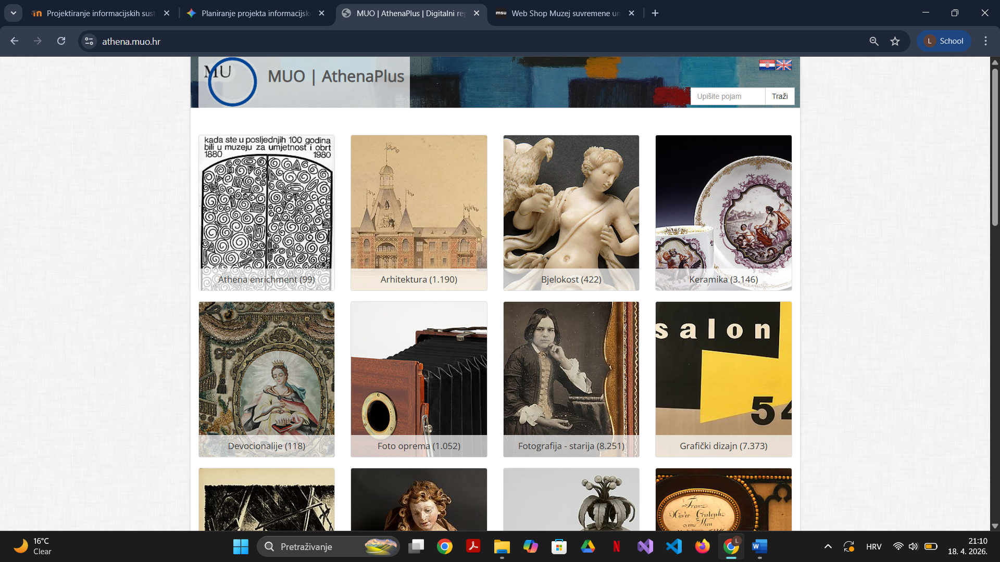 Projektiranje informacijskih sust
Planiranje projekta informacijsk
MUO | AthenaPlus | Digitalni re
msu
Web Shop Muzej suvremene u
athena.muo.hr
L School
MU
MUO | AthenaPlus
Upišite pojam
Traži
kada ste u posljednjih 100 godina
bili u muzeju za umjetnost i obrt
1880 1980
Athena enrichment (99)
Arhitektura (1.190)
Bjelokost (422)
Keramika (3.146)
salon
54
Devocionalije (118)
Foto oprema (1.052)
Fotografija - starija (8.251)
Grafički dizajn (7.373)
Franz
Xaver Cristoph
Wien
16°C
Clear
Pretraživanje
HRV
21:10
18. 4. 2026.